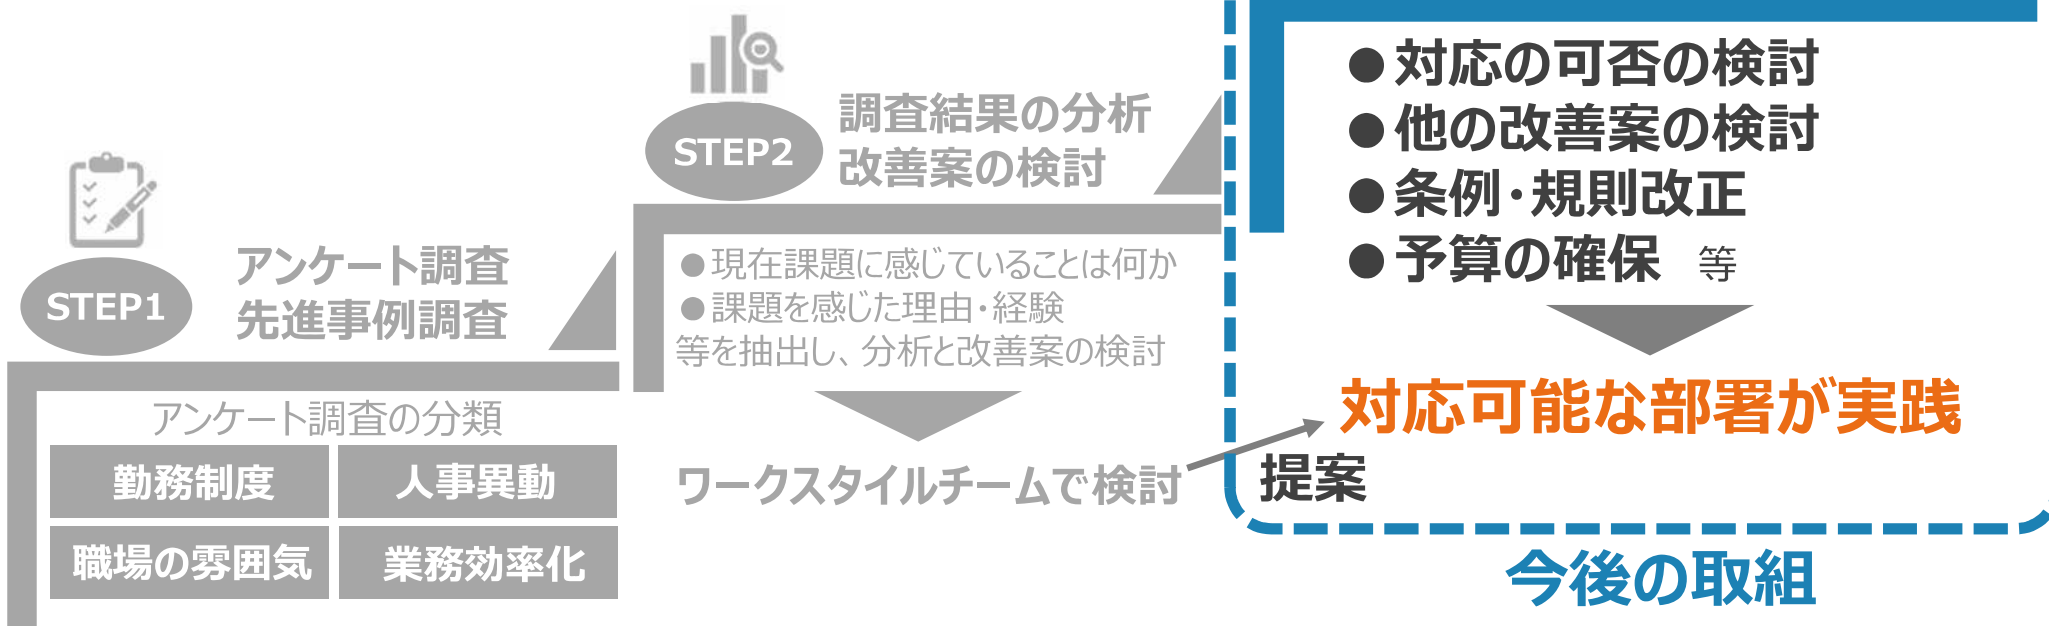 STEP1
アンケート調査
先進事例調査
アンケート調査の分類
勤務制度
人事異動
職場の雰囲気
業務効率化
STEP2
調査結果の分析
改善案の検討
●現在課題に感じていることは何か
●課題を感じた理由・経験
等を抽出し、分析と改善案の検討
ワークスタイルチームで検討
●対応の可否の検討
●他の改善案の検討
●条例・規則改正
●予算の確保 等
対応可能な部署が実践
提案
今後の取組